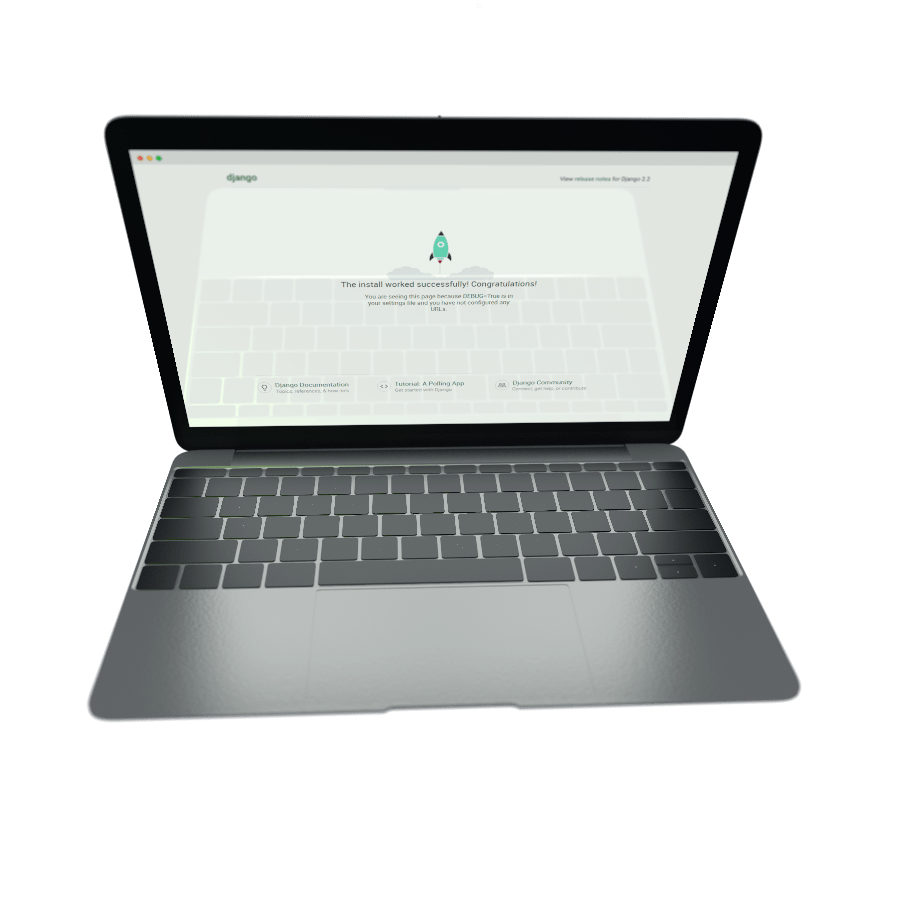 django
View release notes for Django 2.2
The install worked successfully! Congratulations!
You are seeing this page because DEBUG=True is in
your settings file and you have not configured any
URLs.
Django Documentation
Topics, references, & how-to's
Tutorial: A Polling App
Get started with Django
Django Community
Connect, get help, or contribute